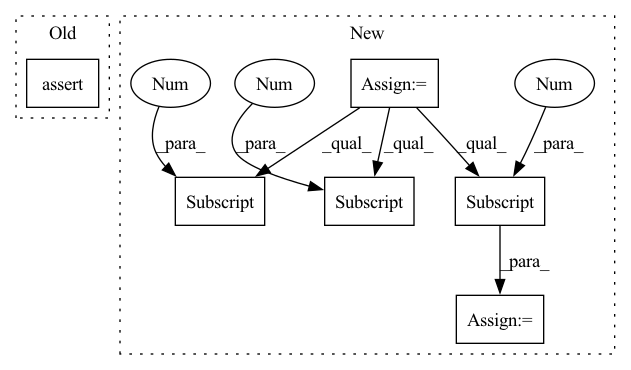 Old
New
assert
Num
Num
Assign:=
Num
_para_
_para_
_qual_
_qual_
_qual_
_para_
Subscript
Subscript
Subscript
_para_
Assign:=